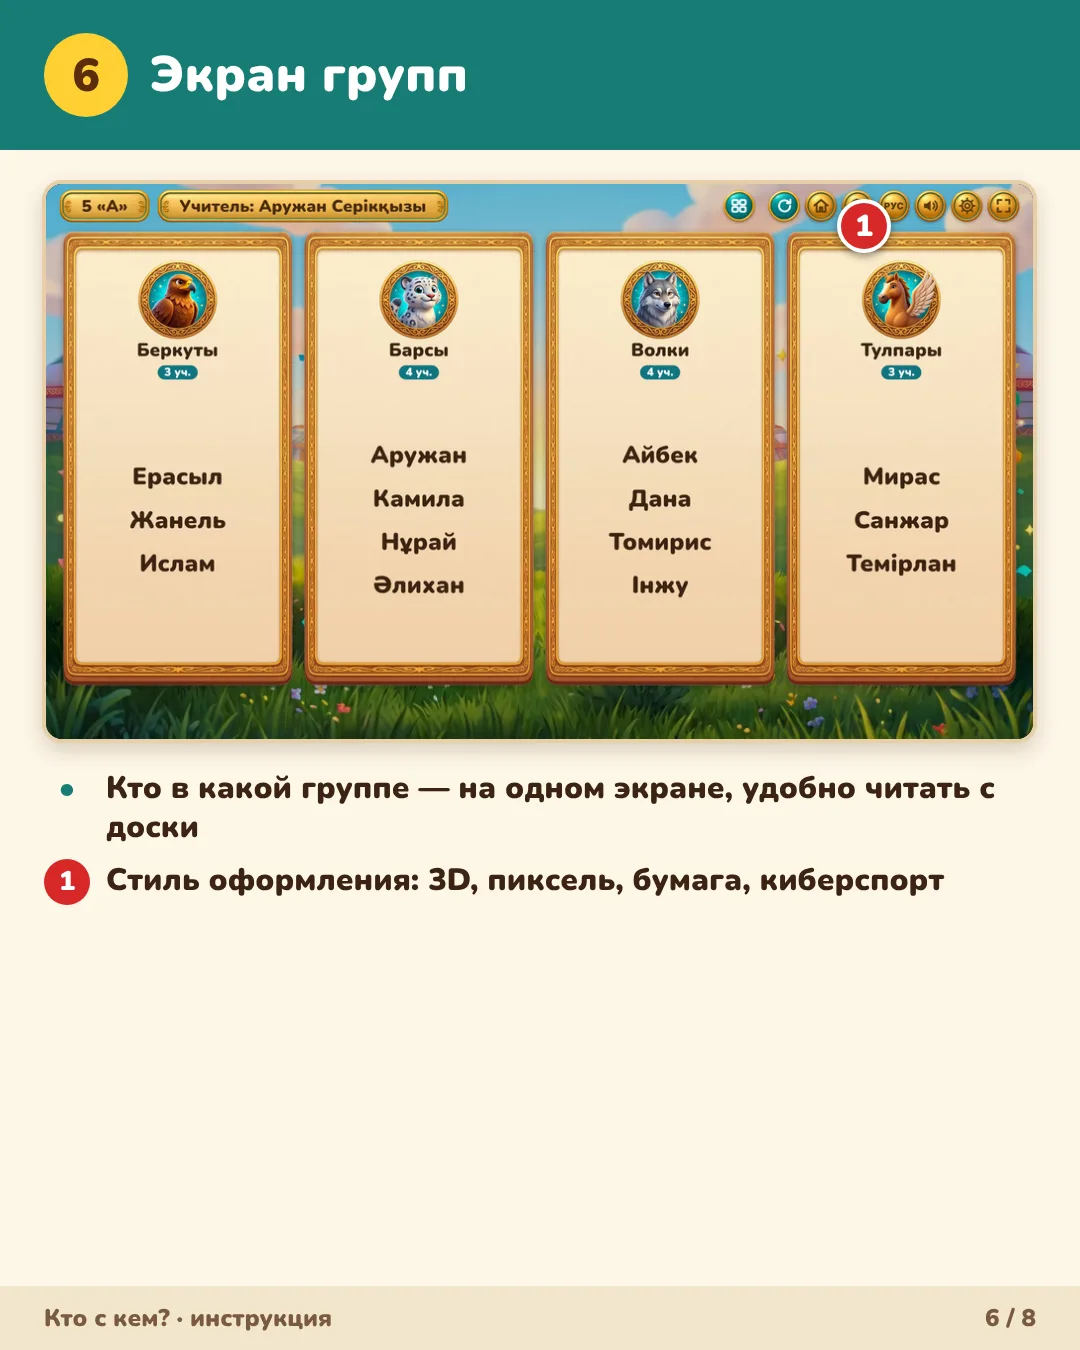 6
Экран групп
5 «А»
Учитель: Аружан Серікқызы
РУС
1
Беркуты
3 уч.
Ерасыл
Жанель
Ислам
Барсы
4 уч.
Аружан
Камила
Нұрай
Әлихан
Волки
4 уч.
Айбек
Дана
Томирис
Інжу
Тулпары
3 уч.
Мирас
Санжар
Темірлан
• Кто в какой группе — на одном экране, удобно читать с
доски
1 Стиль оформления: 3D, пиксель, бумага, киберспорт
Кто с кем? · инструкция
6 / 8